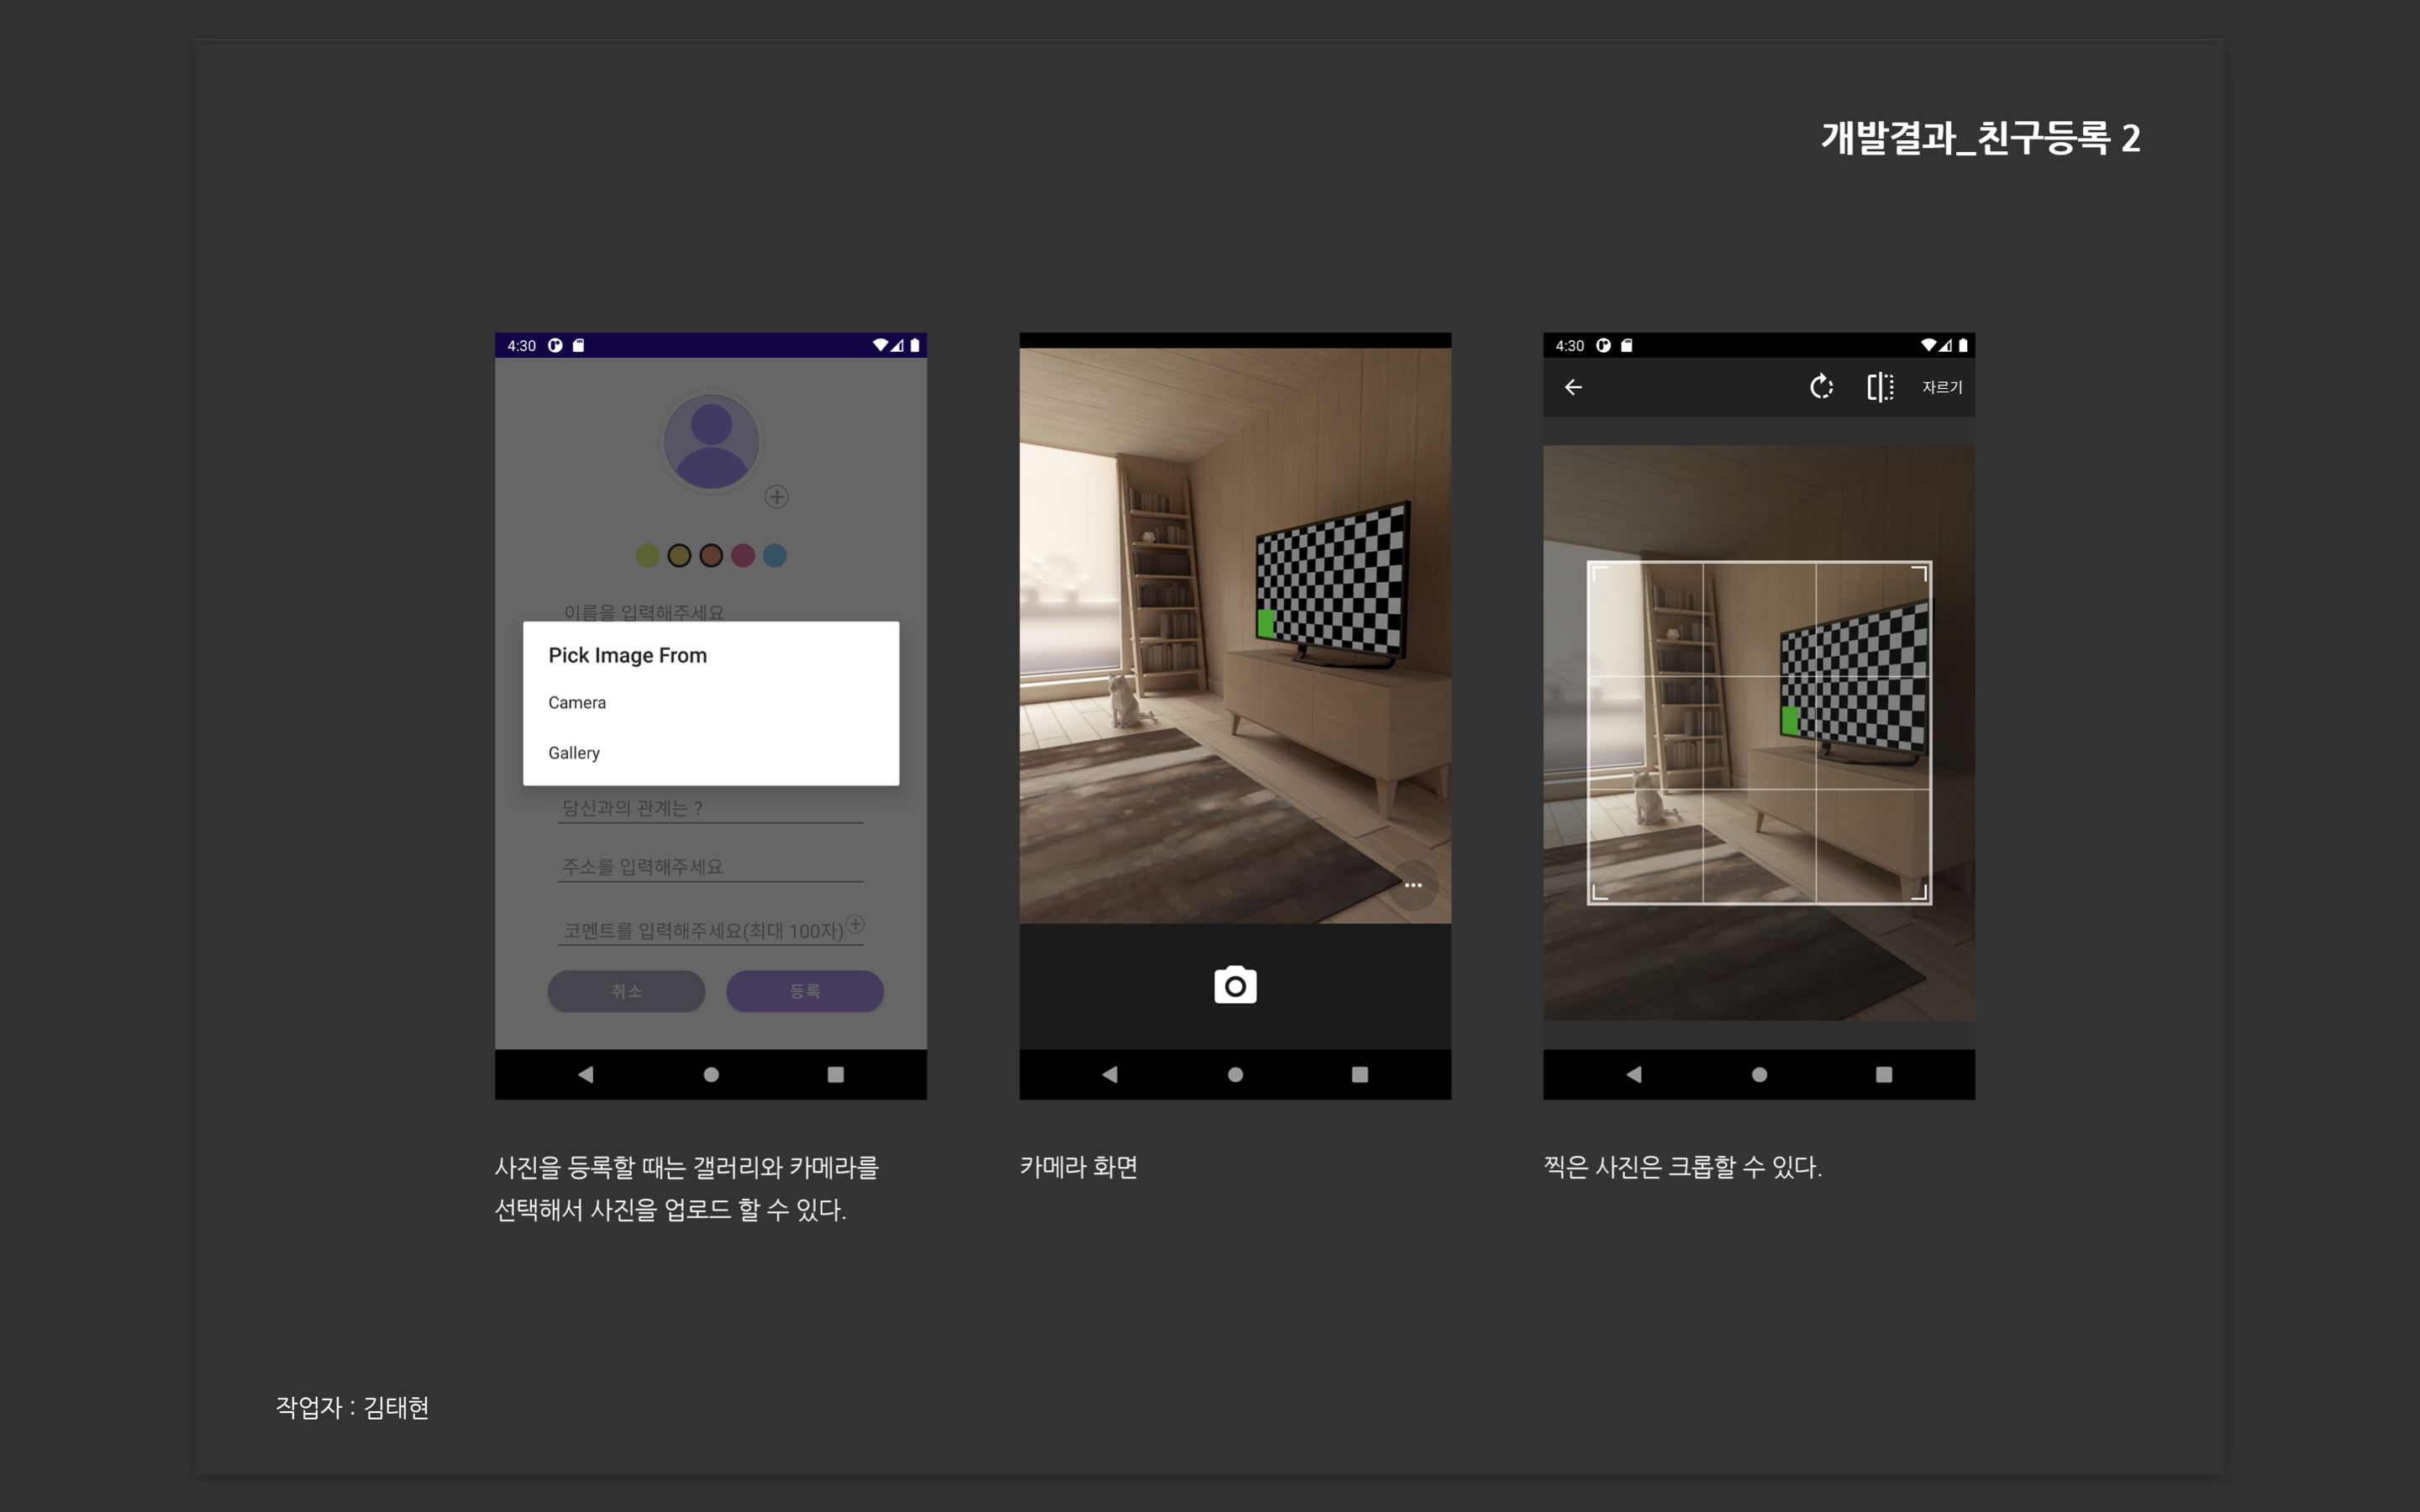 개발결과_친구등록 2
4:30
이름을 입력해주세요
Pick Image From
Camera
Gallery
당신과의 관계는 ?
주소를 입력해주세요
코멘트를 입력해주세요(최대 100자)
취소
등록
4:30
자르기
사진을 등록할 때는 갤러리와 카메라를
선택해서 사진을 업로드 할 수 있다.
카메라 화면
찍은 사진은 크롭할 수 있다.
작업자 : 김태현